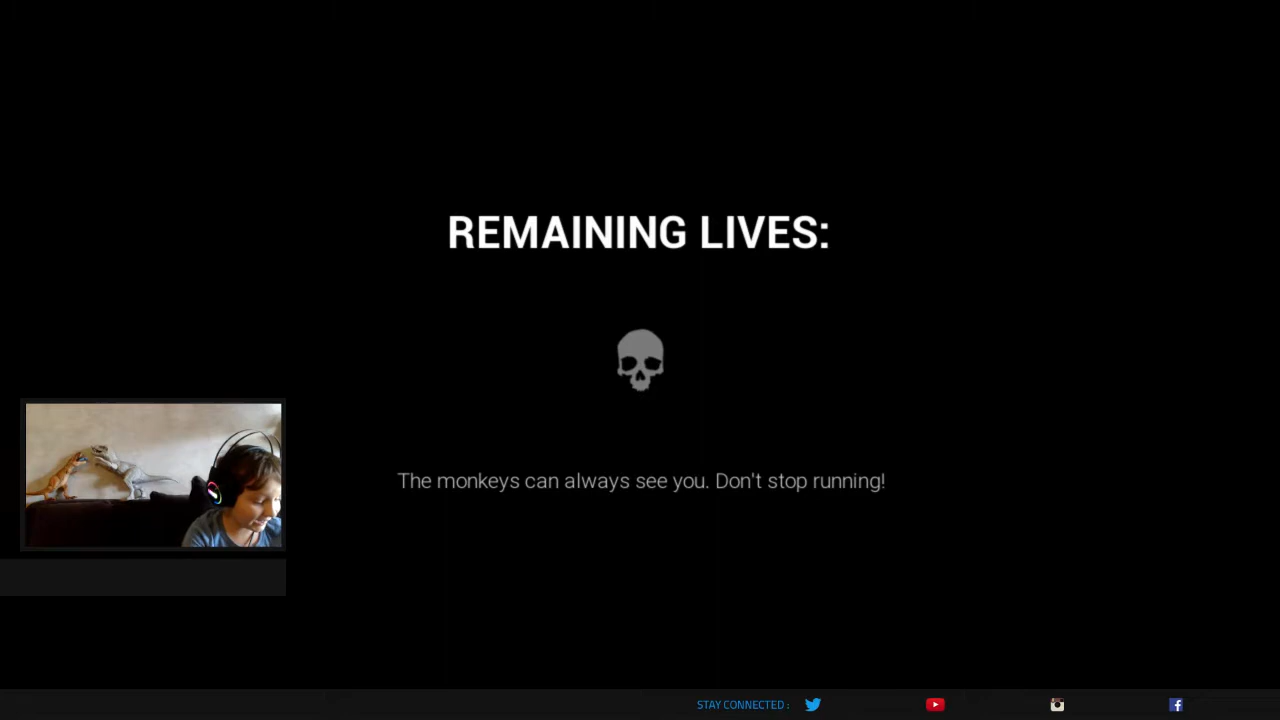 REMAINING LIVES:
The monkeys can always see you. Don't stop running!
STAY CONNECTED :